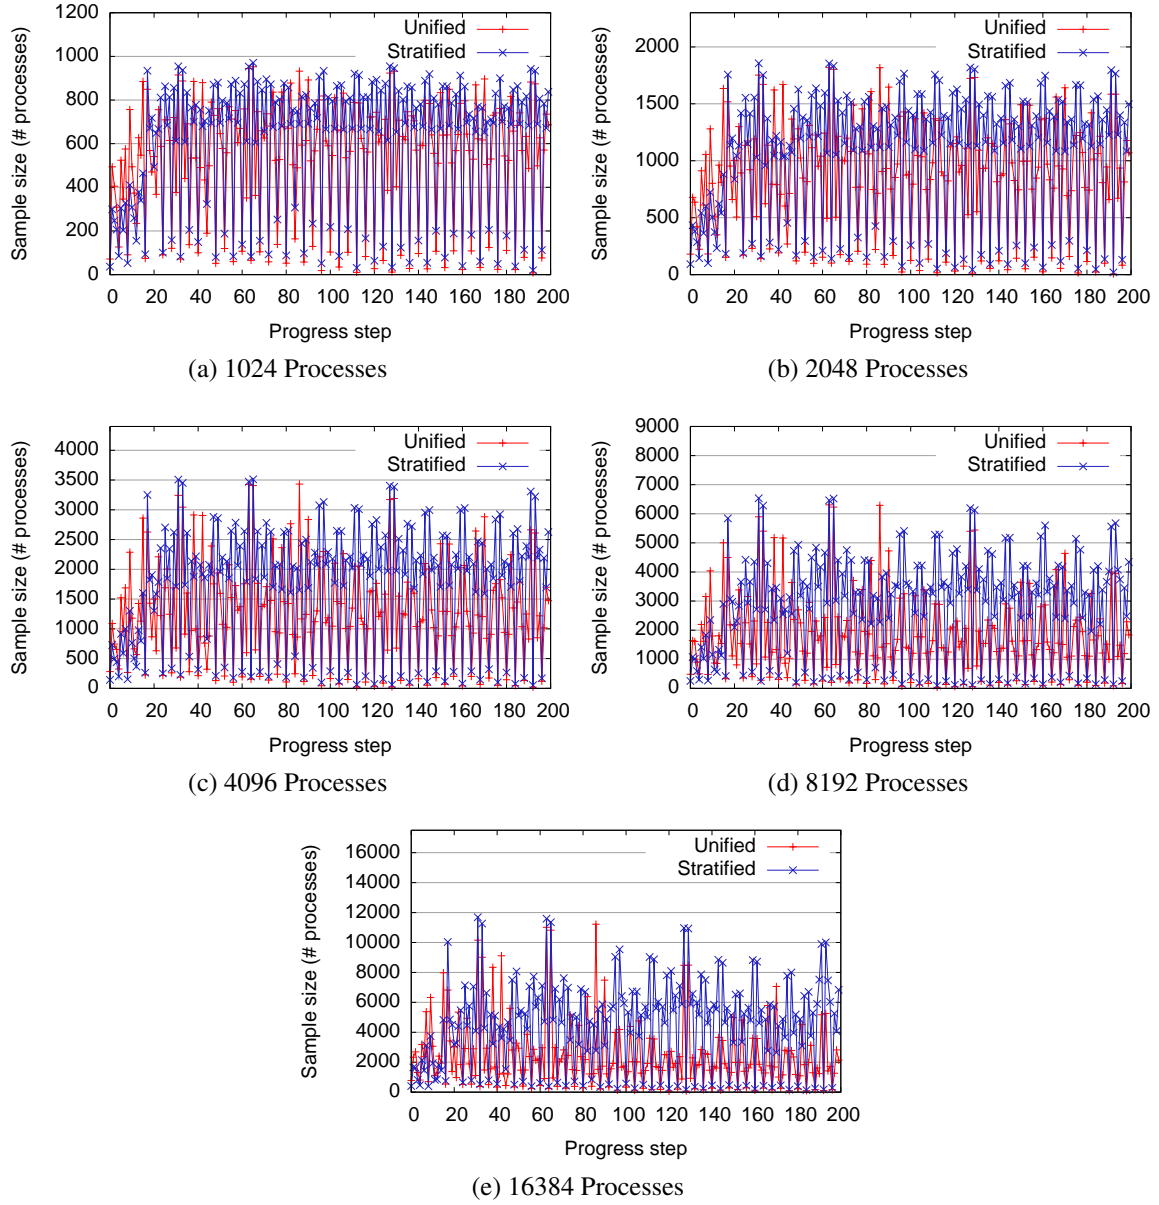 Sample size (# processes)
1200
1000
800
600
400
200
0
Unified
Stratified
0 20 40 60 80 100 120 140 160 180 200
Progress step
(a) 1024 Processes
Sample size (# processes)
2000
1500
1000
500
0
Unified
Stratified
0 20 40 60 80 100 120 140 160 180 200
Progress step
(b) 2048 Processes
Sample size (# processes)
4000
3500
3000
2500
2000
1500
1000
500
0
Unified
Stratified
0 20 40 60 80 100 120 140 160 180 200
Progress step
(c) 4096 Processes
Sample size (# processes)
9000
8000
7000
6000
5000
4000
3000
2000
1000
0
Unified
Stratified
0 20 40 60 80 100 120 140 160 180 200
Progress step
(d) 8192 Processes
Sample size (# processes)
16000
14000
12000
10000
8000
6000
4000
2000
0
Unified
Stratified
0 20 40 60 80 100 120 140 160 180 200
Progress step
(e) 16384 Processes